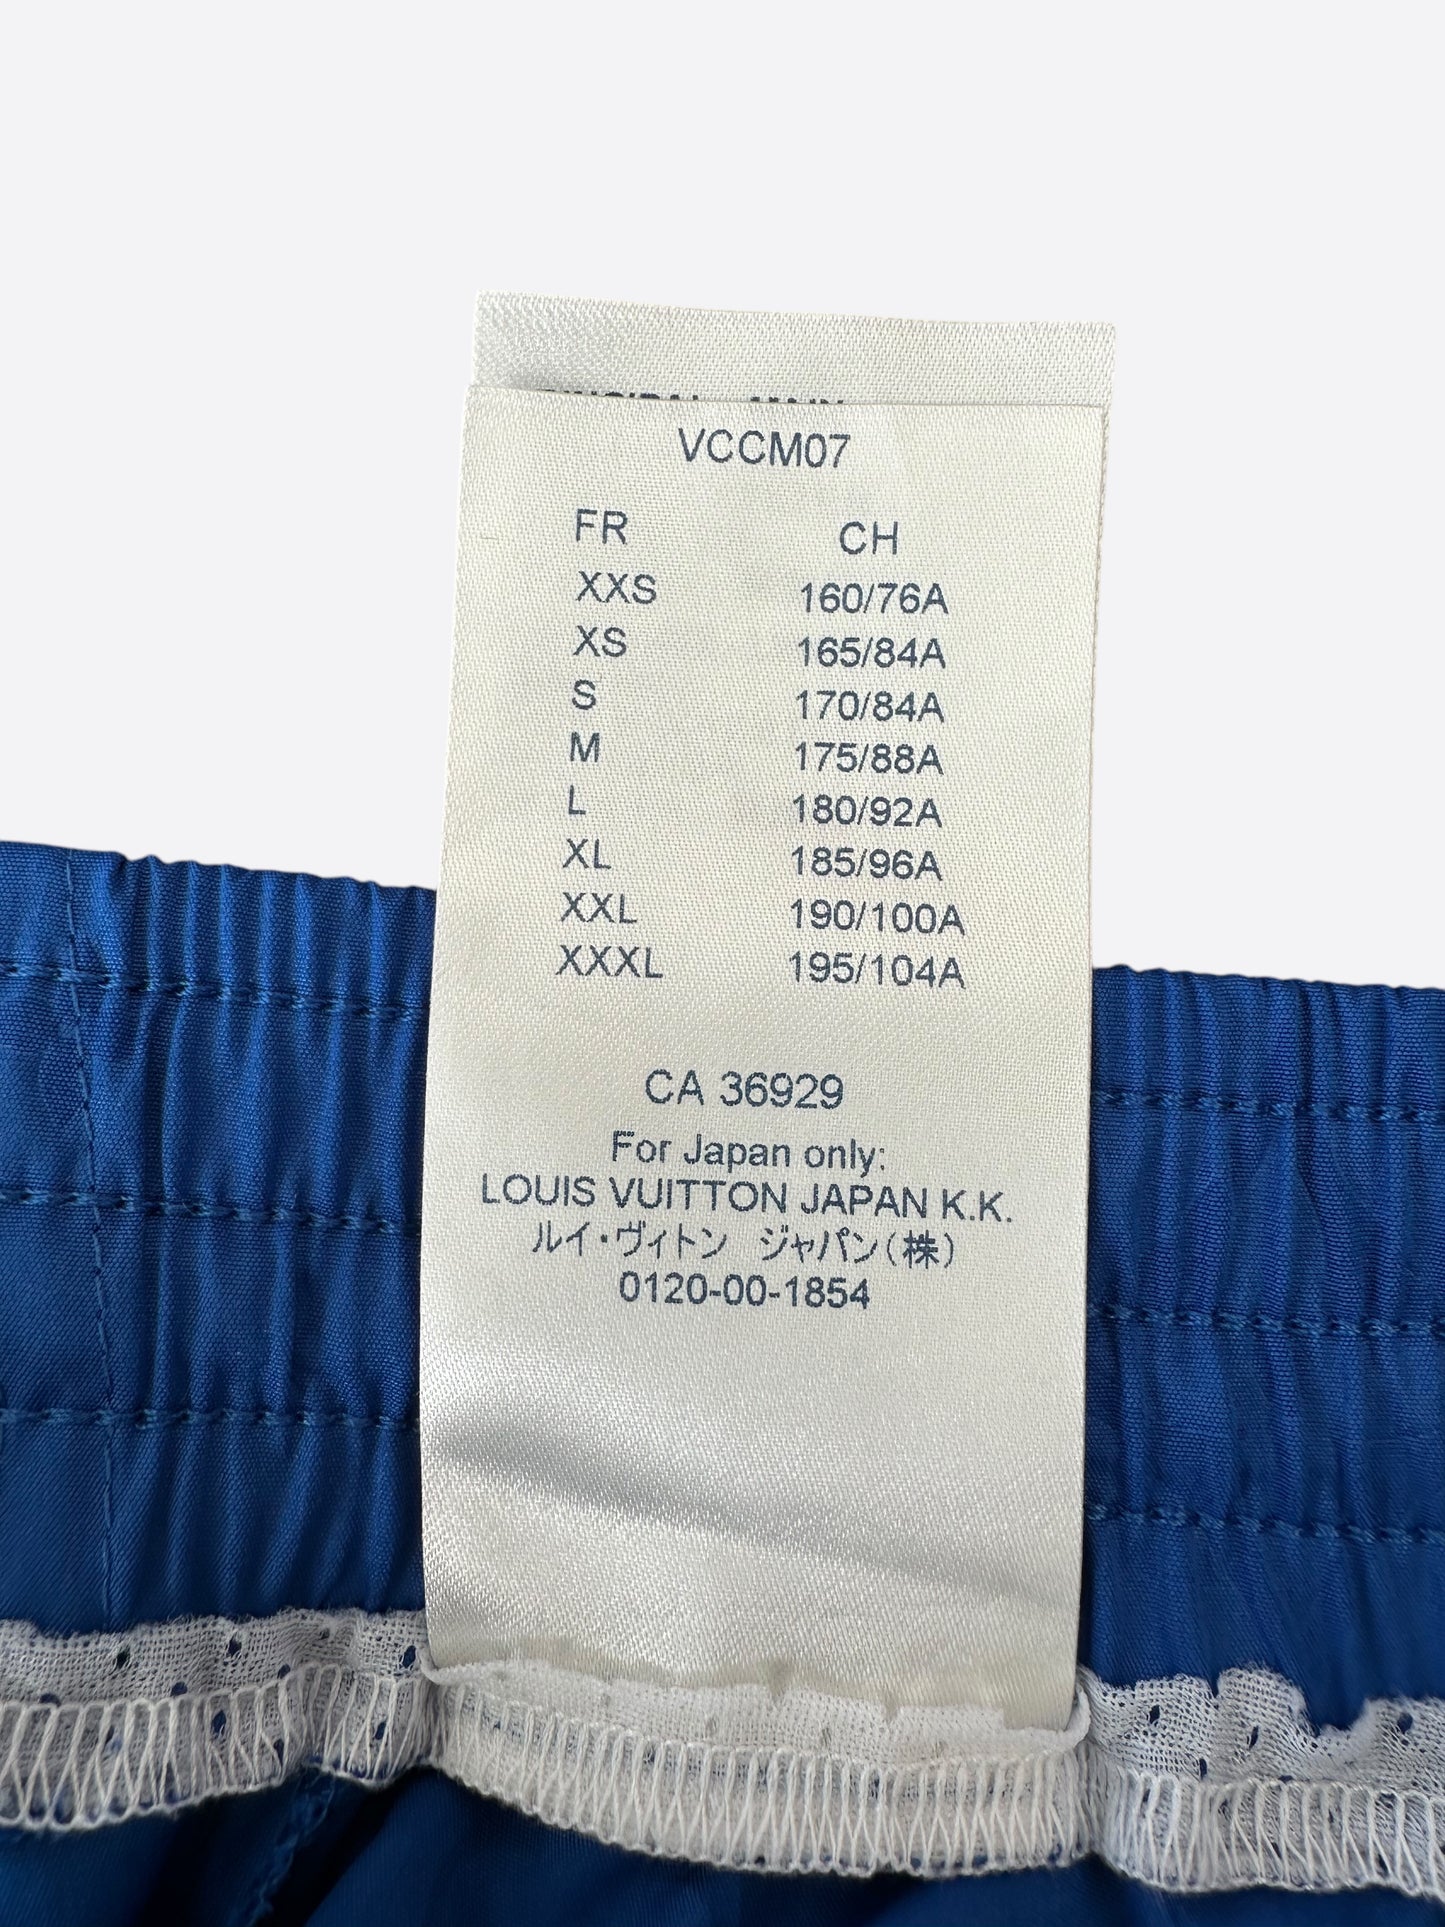 VCCM07
FR CH
XXS 160/76A
XS 165/84A
S 170/84A
M 175/88A
L 180/92A
XL 185/96A
XXL 190/100A
XXXL 195/104A
CA 36929
For Japan only:
LOUIS VUITTON JAPAN K.K.
ルイ・ヴィトン ジャパン(株)
0120-00-1854